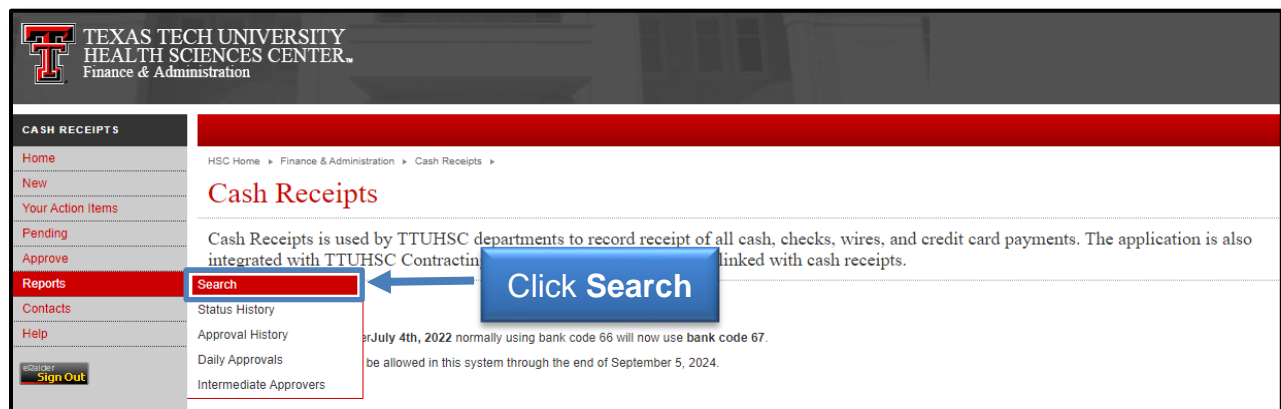 TEXAS TECH UNIVERSITY
HEALTH SCIENCES CENTER™
Finance & Administration
CASH RECEIPTS
Home
New
Your Action Items
Pending
Approve
Reports
Contacts
Help
eRaider
Sign Out
HSC Home ▸ Finance & Administration ▸ Cash Receipts ▸
Cash Receipts
Cash Receipts is used by TTUHSC departments to record receipt of all cash, checks, wires, and credit card payments. The application is also
integrated with TTUHSC Contracting linked with cash receipts.
Search
Status History
Approval History
Daily Approvals
Intermediate Approvers
Click Search
July 4th, 2022 normally using bank code 66 will now use bank code 67.
be allowed in this system through the end of September 5, 2024.